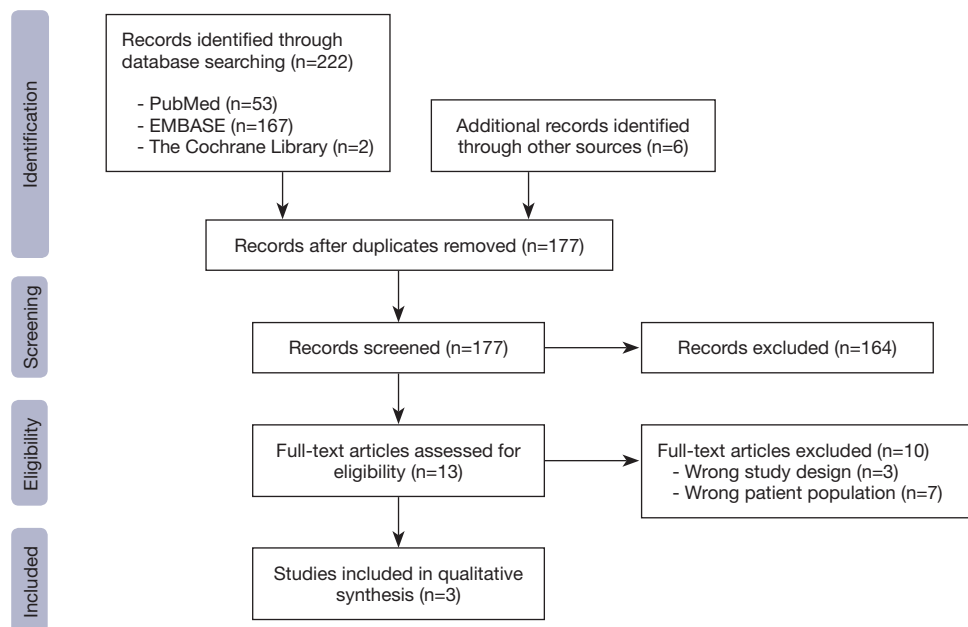 Identification
Records identified through
database searching (n=222)
- PubMed (n=53)
- EMBASE (n=167)
- The Cochrane Library (n=2)
Additional records identified
through other sources (n=6)
Records after duplicates removed (n=177)
Screening
Records screened (n=177)
Records excluded (n=164)
Eligibility
Full-text articles assessed for
eligibility (n=13)
Full-text articles excluded (n=10)
- Wrong study design (n=3)
- Wrong patient population (n=7)
Included
Studies included in qualitative
synthesis (n=3)